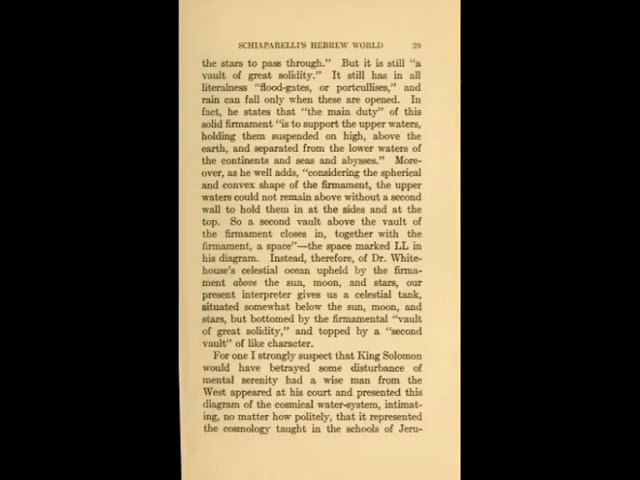 SCHIAPARELLI'S HEBREW WORLD 29
the stars to pass through." But it is still "a
vault of great solidity." It still has in all
literalness "flood-gates, or portcullises," and
rain can fall only when these are opened. In
fact, he states that "the main duty" of this
solid firmament "is to support the upper waters,
holding them suspended on high, above the
earth, and separated from the lower waters of
the continents and seas and abysses." More-
over, as he well adds, "considering the spherical
and convex shape of the firmament, the upper
waters could not remain above without a second
wall to hold them in at the sides and at the
top. So a second vault above the vault of
the firmament closes in, together with the
firmament, a space"—the space marked LL in
his diagram. Instead, therefore, of Dr. White-
house's celestial ocean upheld by the firma-
ment above the sun, moon, and stars, our
present interpreter gives us a celestial tank,
situated somewhat below the sun, moon, and
stars, but bottomed by the firmamental "vault
of great solidity," and topped by a "second
vault" of like character.
For one I strongly suspect that King Solomon
would have betrayed some disturbance of
mental serenity had a wise man from the
West appeared at his court and presented this
diagram of the cosmical water-system, intimat-
ing, no matter how politely, that it represented
the cosmology taught in the schools of Jeru-